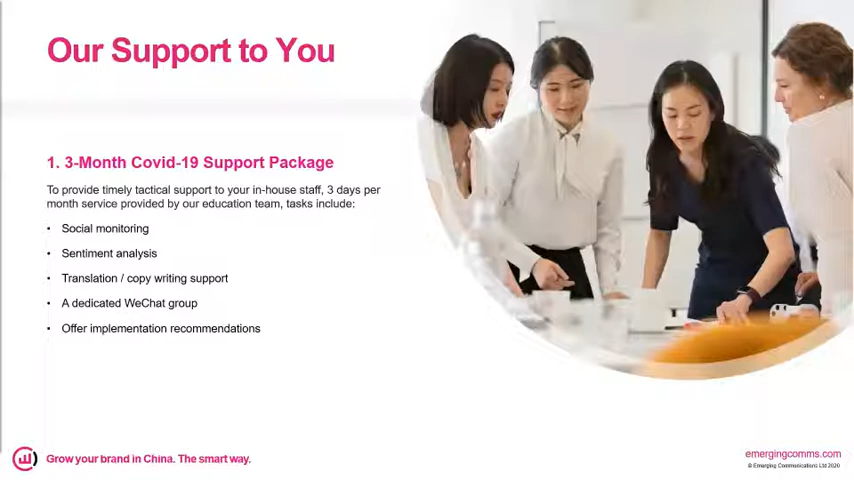 Our Support to You
1. 3-Month Covid-19 Support Package
To provide timely tactical support to your in-house staff, 3 days per
month service provided by our education team, tasks include:
• Social monitoring
• Sentiment analysis
• Translation / copy writing support
• A dedicated WeChat group
• Offer implementation recommendations
Grow your brand in China. The smart way.
emergingcomms.com
© Emerging Communications Ltd 2020